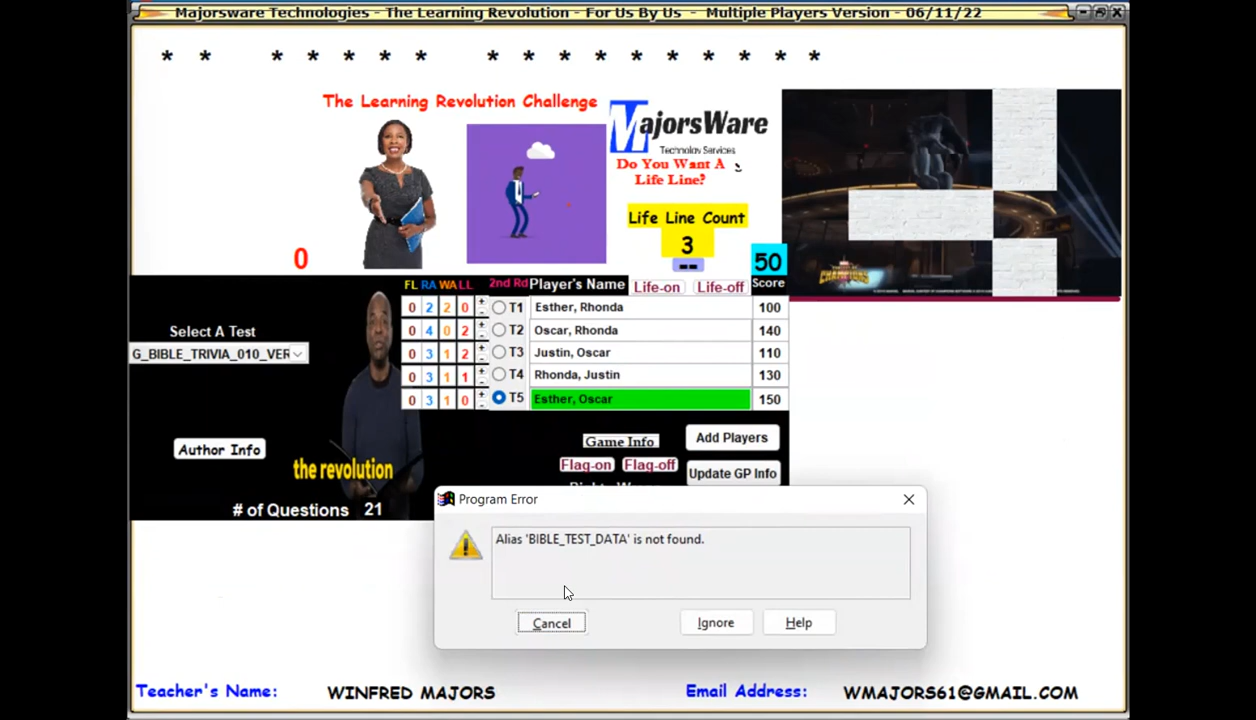 Majorsware Technologies - The Learning Revolution - For Us By Us - Multiple Players Version - 06/11/22
* * * * * * * * * * * * * * * * *
The Learning Revolution Challenge
MajorsWare
Technology Services
Do You Want A
Life Line?
Life Line Count
3
--
0
50
FL RA WA LL 2nd Rd Player's Name Life-on Life-off Score
0 2 2 0 + - T1 Esther, Rhonda 100
0 4 0 2 + - T2 Oscar, Rhonda 140
0 3 1 2 + - T3 Justin, Oscar 110
0 3 1 1 + - T4 Rhonda, Justin 130
0 3 1 0 + - T5 Esther, Oscar 150
Select A Test
G_BIBLE_TRIVIA_010_VER
Author Info
the revolution
# of Questions 21
Game Info
Add Players
Flag-on Flag-off
Update GP Info
CHAMPIONS
Program Error
Alias 'BIBLE_TEST_DATA' is not found.
Cancel Ignore Help
Teacher's Name: WINFRED MAJORS Email Address: WMAJORS61@GMAIL.COM